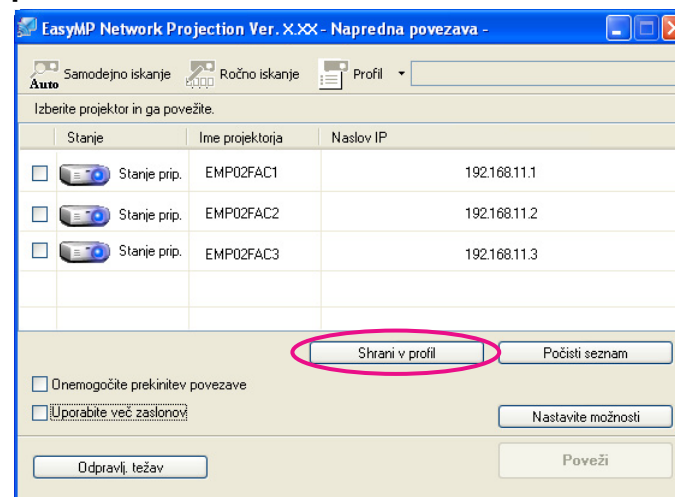 EasyMP Network Projection Ver. X.XX - Napredna povezava -
Auto Samodejno iskanje Ročno iskanje Profil
Izberite projektor in ga povežite.
Stanje Ime projektorja Naslov IP
Stanje prip. EMP02FAC1 192.168.11.1
Stanje prip. EMP02FAC2 192.168.11.2
Stanje prip. EMP02FAC3 192.168.11.3
Shrani v profil Počisti seznam
Onemogočite prekinitev povezave
Uporabite več zaslonov
Nastavite možnosti
Odpravlj. težav Poveži